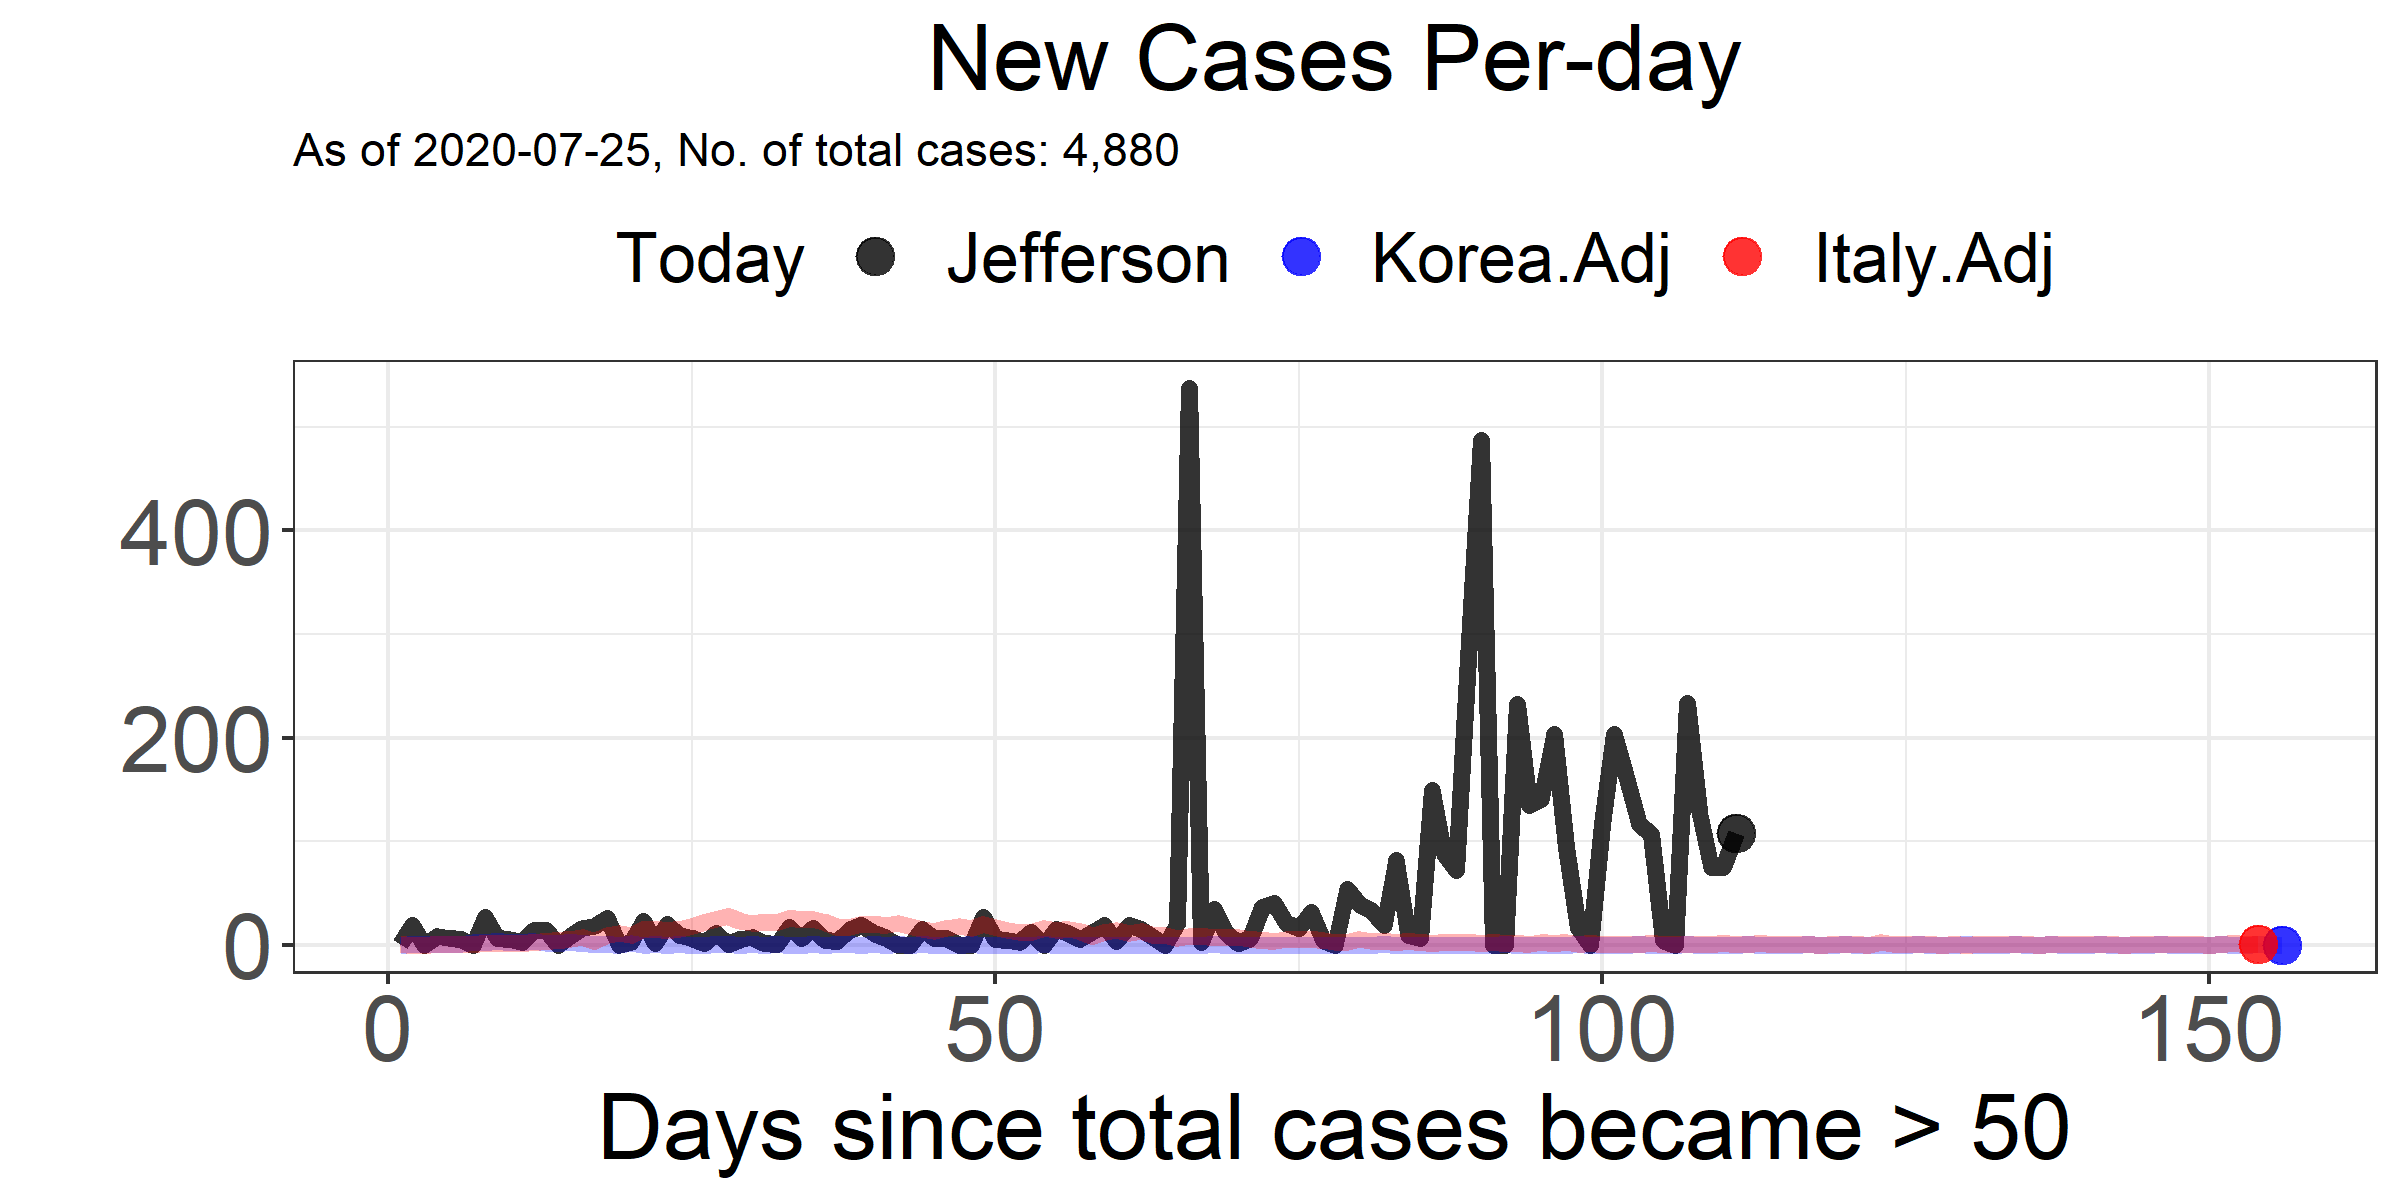 New Cases Per-day
As of 2020-07-25, No. of total cases: 4,880
Today Jefferson Korea.Adj Italy.Adj
400
200
0
0 50 100 150
Days since total cases became > 50